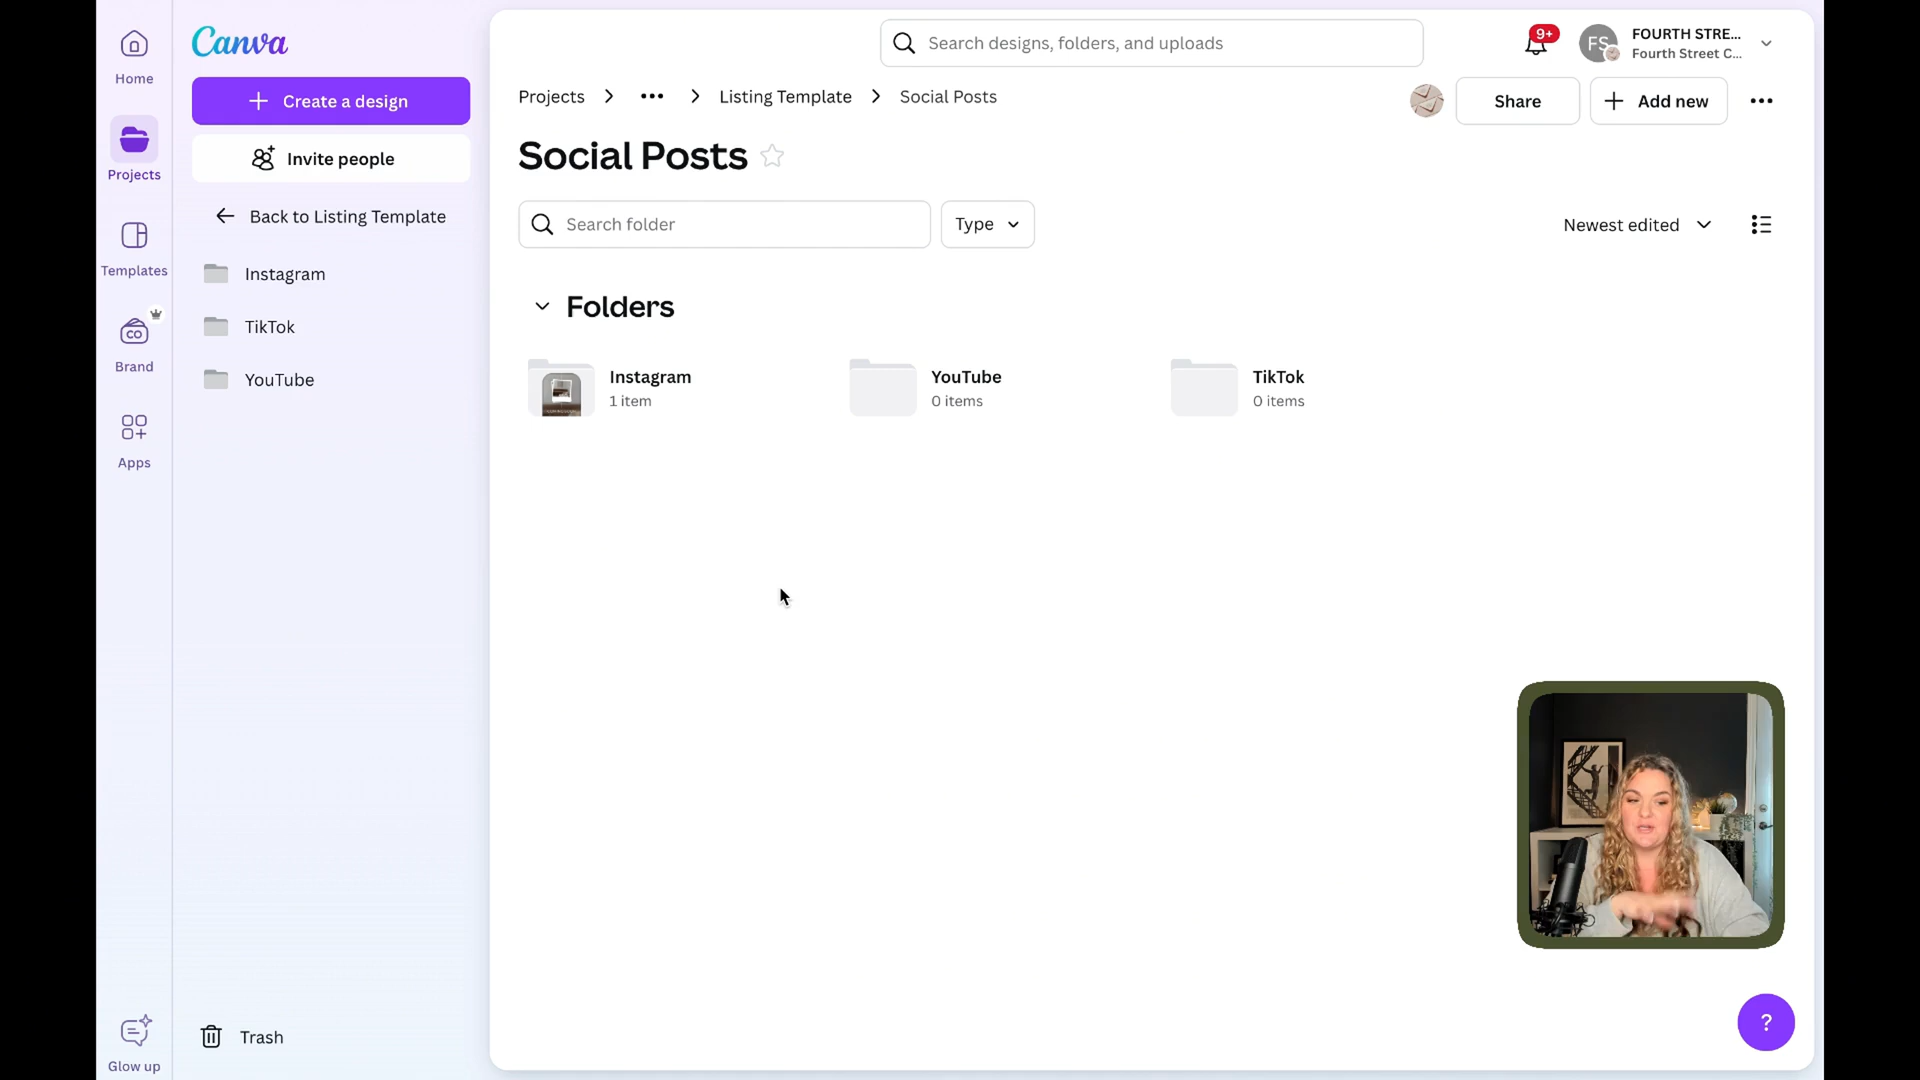 Home
Projects
Templates
CO
Brand
Apps
Glow up
Canva
Create a design
Invite people
Back to Listing Template
Instagram
TikTok
YouTube
Trash
Search designs, folders, and uploads
9+
FS
FOURTH STRE...
Fourth Street C...
Projects > ••• > Listing Template > Social Posts
Share
Add new
Social Posts
Search folder
Type
Newest edited
Folders
Instagram
1 item
YouTube
0 items
TikTok
0 items
?